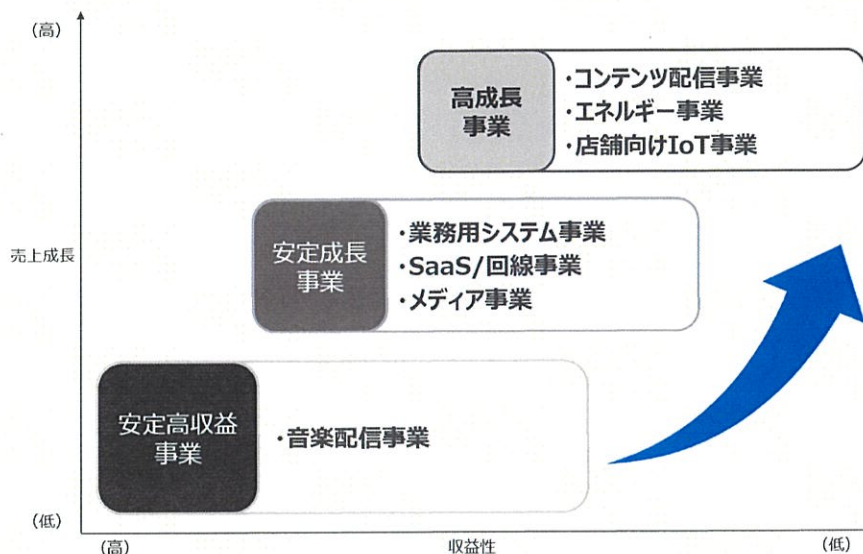 (高)
高成長
事業
・コンテンツ配信事業
・エネルギー事業
・店舗向けIoT事業
売上成長
安定成長
事業
・業務用システム事業
・SaaS/回線事業
・メディア事業
安定高収益
事業
・音楽配信事業
(低)
(高)
収益性
(低)